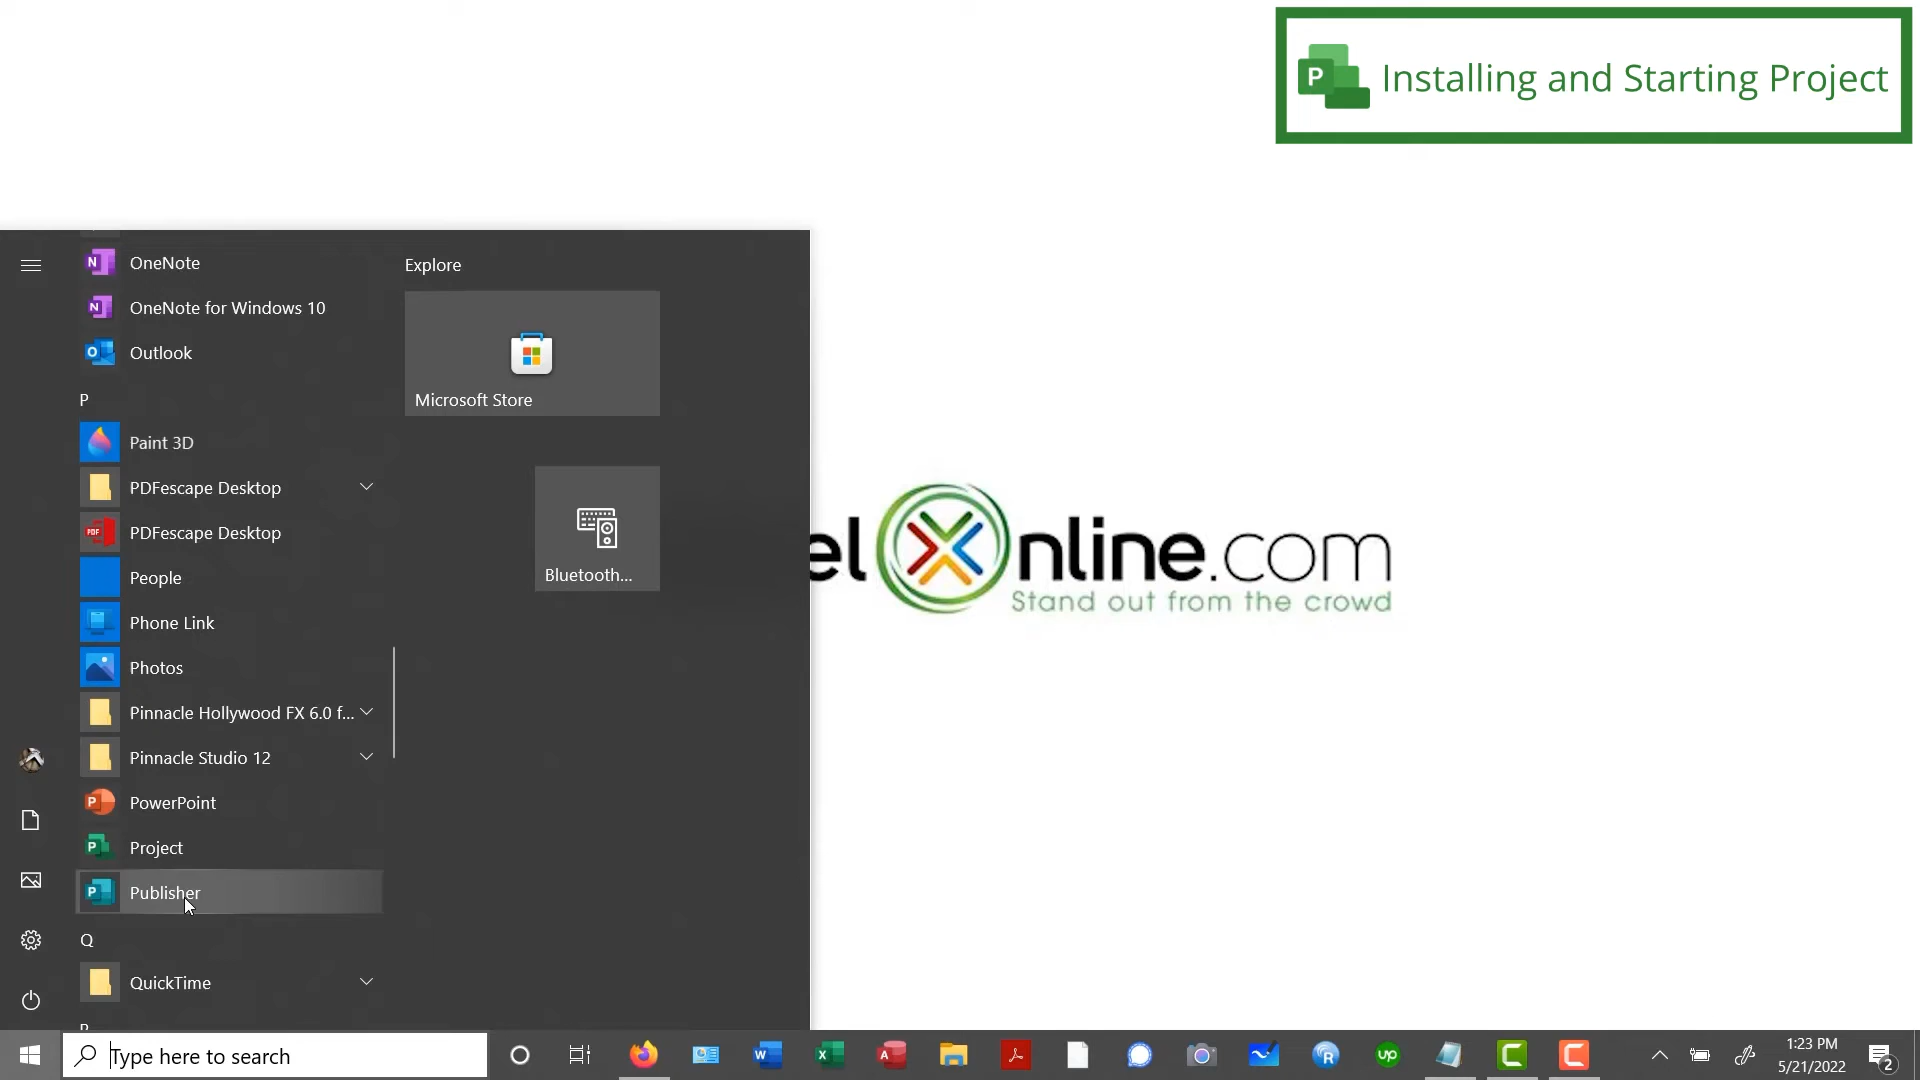 P Installing and Starting Project
OneNote
OneNote for Windows 10
Outlook
P
Paint 3D
PDFescape Desktop
PDFescape Desktop
People
Phone Link
Photos
Pinnacle Hollywood FX 6.0 f...
Pinnacle Studio 12
PowerPoint
Project
Publisher
Q
QuickTime
Explore
Microsoft Store
Bluetooth...
el nline.com
Stand out from the crowd
Type here to search
1:23 PM
5/21/2022
2